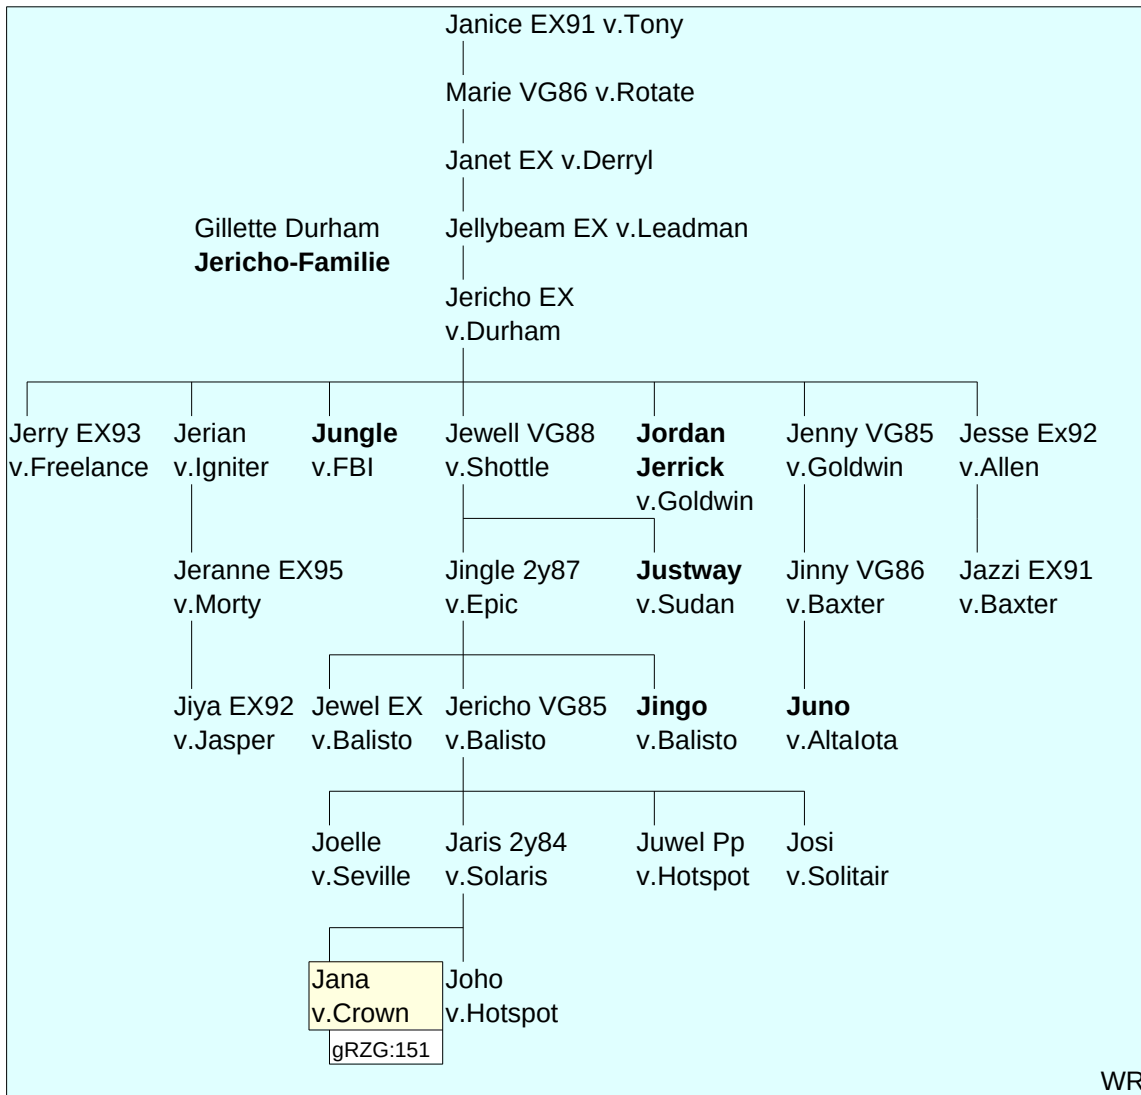 Janice EX91 v.Tony
Marie VG86 v.Rotate
Janet EX v.Derryl
Gillette Durham
Jericho-Familie
Jellybeam EX v.Leadman
Jericho EX
v.Durham
Jerry EX93
v.Freelance
Jerian
v.Igniter
Jungle
v.FBI
Jewell VG88
v.Shottle
Jordan
Jerrick
v.Goldwin
Jenny VG85
v.Goldwin
Jesse Ex92
v.Allen
Jeranne EX95
v.Morty
Jingle 2y87
v.Epic
Justway
v.Sudan
Jinny VG86
v.Baxter
Jazzi EX91
v.Baxter
Jiya EX92
v.Jasper
Jewel EX
v.Balisto
Jericho VG85
v.Balisto
Jingo
v.Balisto
Juno
v.AltaIota
Joelle
v.Seville
Jaris 2y84
v.Solaris
Juwel Pp
v.Hotspot
Josi
v.Solitair
Jana
v.Crown
gRZG:151
Joho
v.Hotspot
WR